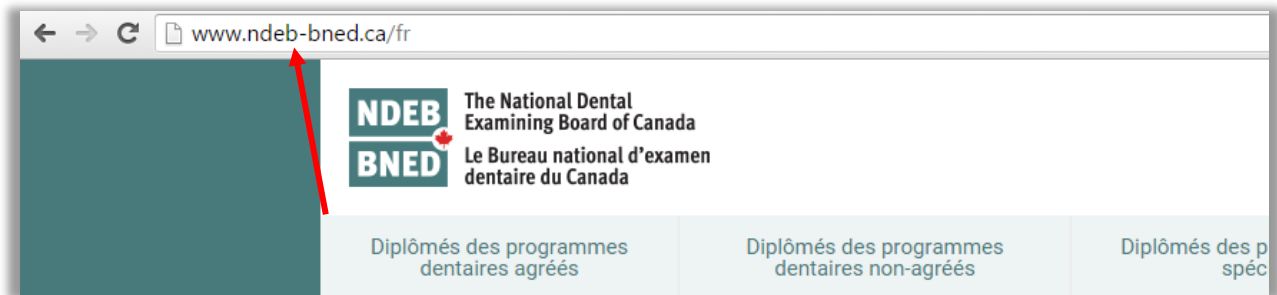 www.ndeb-bned.ca/fr
NDEB
The National Dental
Examining Board of Canada
BNED
Le Bureau national d'examen
dentaire du Canada
Diplômés des programmes
dentaires agréés
Diplômés des programmes
dentaires non-agréés
Diplômés des p
spéc